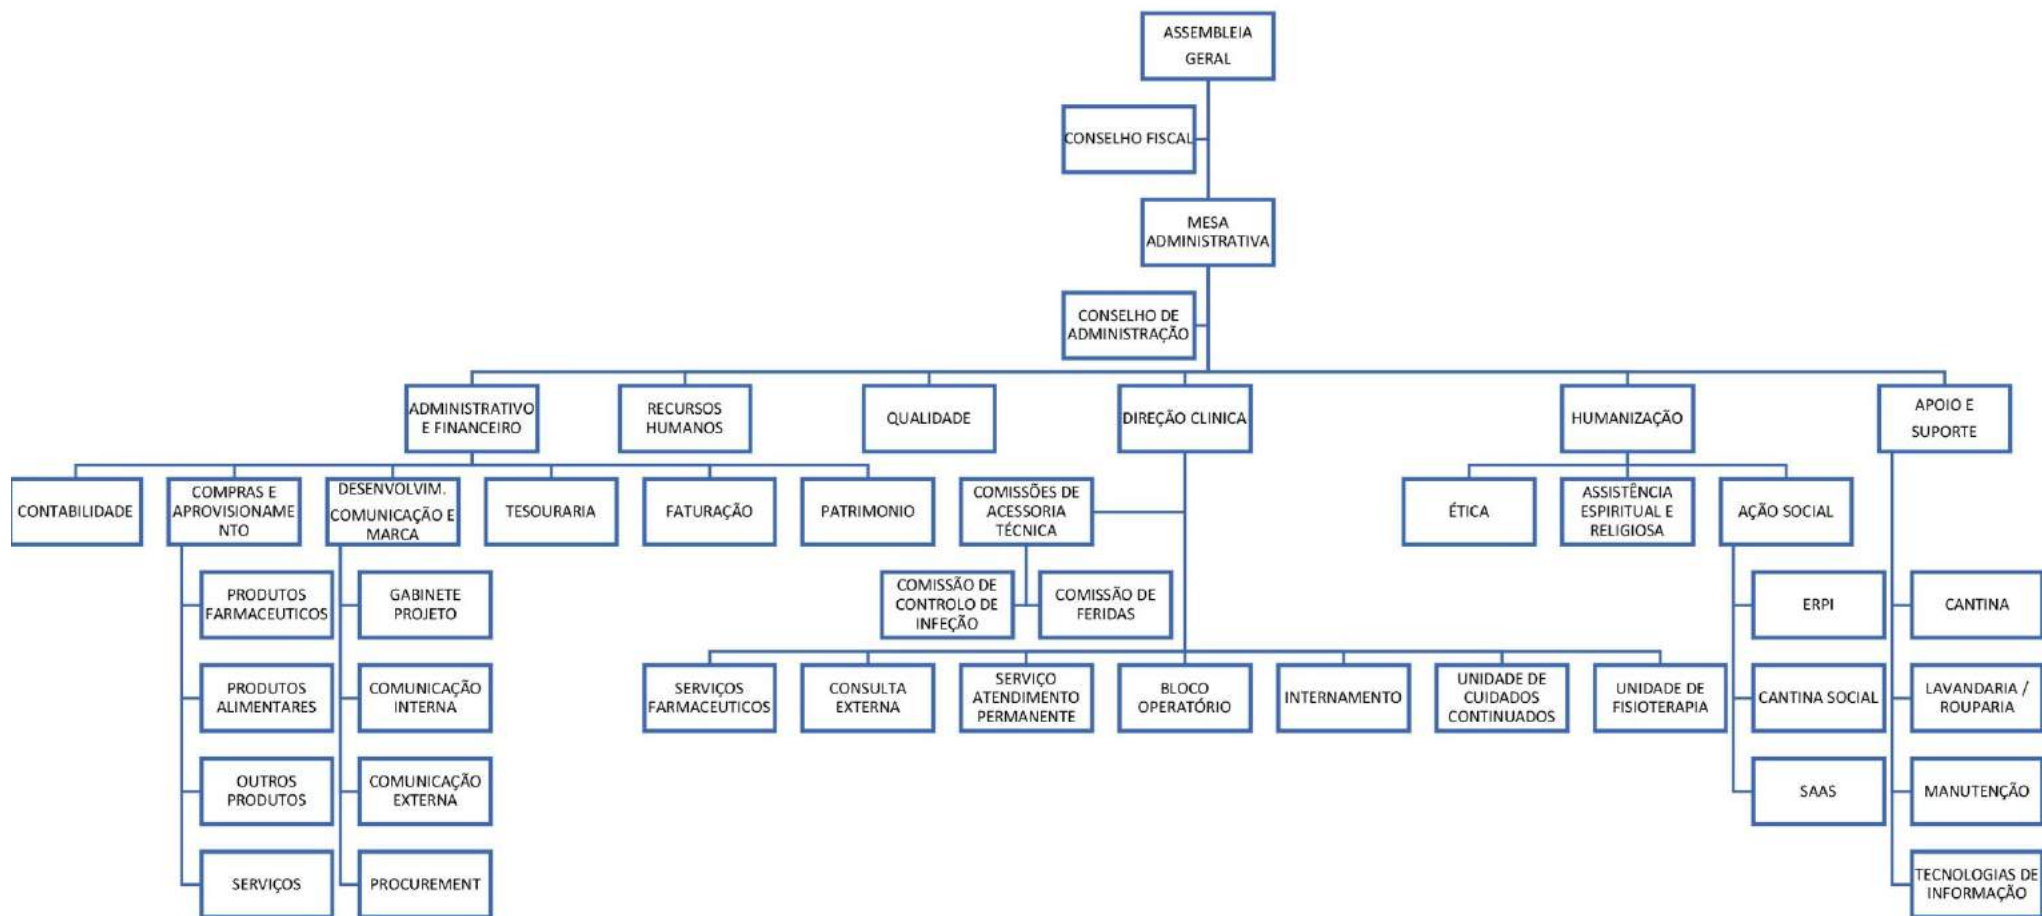 ASSEMBLEIA
GERAL
CONSELHO FISCAL
MESA
ADMINISTRATIVA
CONSELHO DE
ADMINISTRAÇÃO
ADMINISTRATIVO
E FINANCEIRO
RECURSOS
HUMANOS
QUALIDADE
DIREÇÃO CLINICA
HUMANIZAÇÃO
APOIO E
SUPORTE
CONTABILIDADE
COMPRAS E
APROVISIONAME
NTO
DESENVOLVIM.
COMUNICAÇÃO E
MARCA
TESOURARIA
FATURAÇÃO
PATRIMONIO
COMISSÕES DE
ACESSORIA
TÉCNICA
ÉTICA
ASSISTÊNCIA
ESPIRITUAL E
RELIGIOSA
AÇÃO SOCIAL
PRODUTOS
FARMACEUTICOS
GABINETE
PROJETO
COMISSÃO DE
CONTROLO DE
INFEÇÃO
COMISSÃO DE
FERIDAS
ERPI
CANTINA
PRODUTOS
ALIMENTARES
COMUNICAÇÃO
INTERNA
SERVIÇOS
FARMACEUTICOS
CONSULTA
EXTERNA
SERVIÇO
ATENDIMENTO
PERMANENTE
BLOCO
OPERATÓRIO
INTERNAMENTO
UNIDADE DE
CUIDADOS
CONTINUADOS
UNIDADE DE
FISIOTERAPIA
CANTINA SOCIAL
LAVANDARIA /
ROUPARIA
OUTROS
PRODUTOS
COMUNICAÇÃO
EXTERNA
SAAS
MANUTENÇÃO
SERVIÇOS
PROCUREMENT
TECNOLOGIAS DE
INFORMAÇÃO